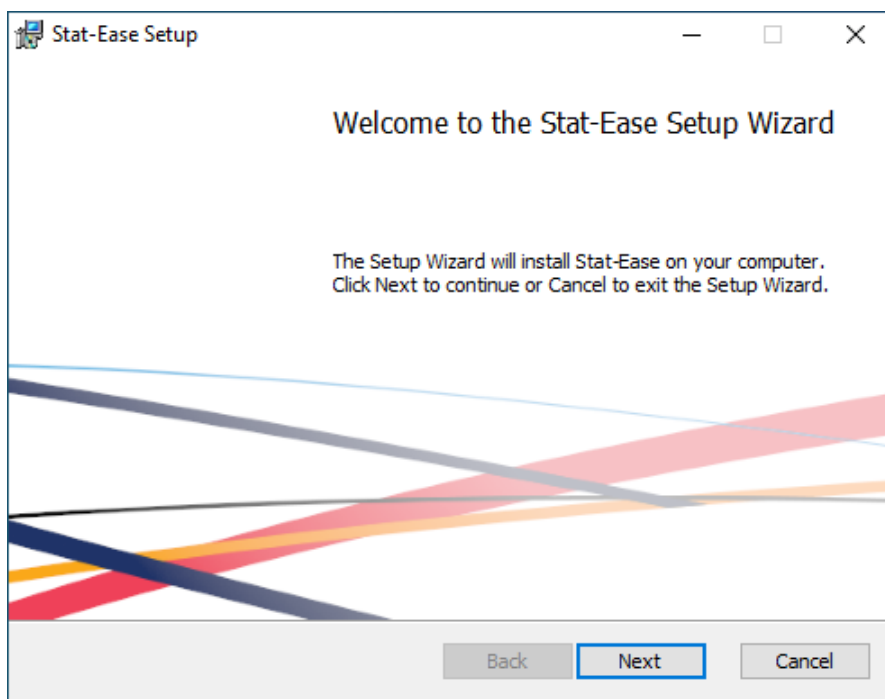 Stat-Ease Setup
Welcome to the Stat-Ease Setup Wizard
The Setup Wizard will install Stat-Ease on your computer.
Click Next to continue or Cancel to exit the Setup Wizard.
Back Next Cancel